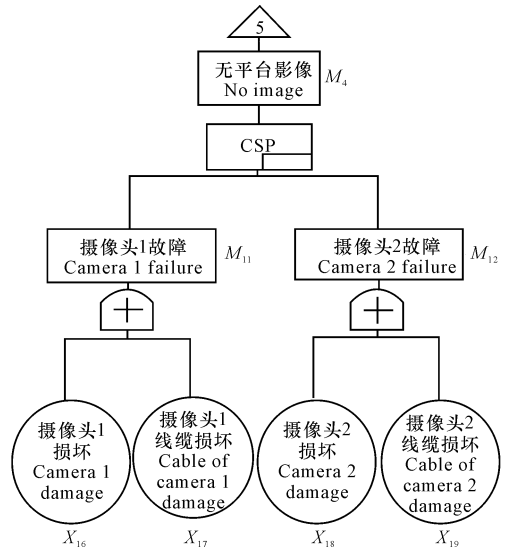 5
无平台影像
No image
M₄
CSP
摄像头1故障
Camera 1 failure
M₁₁
摄像头2故障
Camera 2 failure
M₁₂
摄像头1
损坏
Camera 1
damage
摄像头1
线缆损坏
Cable of
camera 1
damage
摄像头2
损坏
Camera 2
damage
摄像头2
线缆损坏
Cable of
camera 2
damage
X₁₆
X₁₇
X₁₈
X₁₉